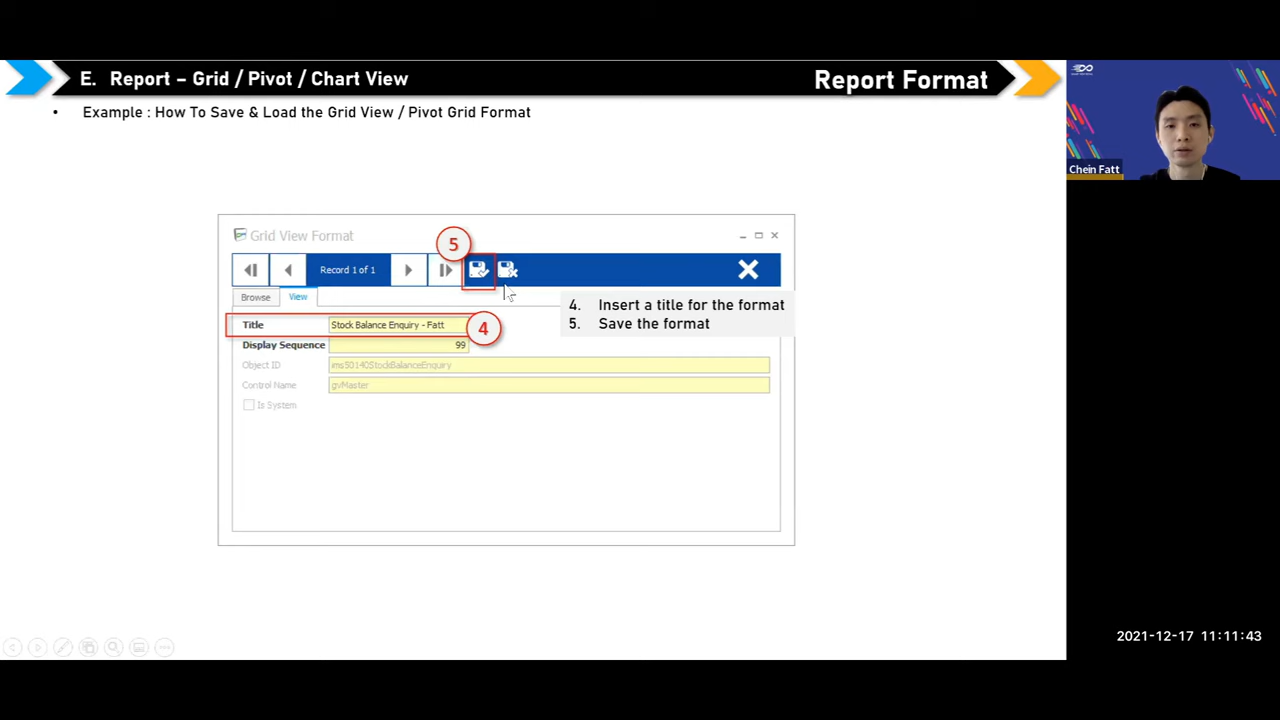 E. Report – Grid / Pivot / Chart View
Report Format
• Example : How To Save & Load the Grid View / Pivot Grid Format
Chein Fatt
Grid View Format
5
Record 1 of 1
Browse
View
4. Insert a title for the format
5. Save the format
Title
Stock Balance Enquiry - Fatt
4
Display Sequence
99
Object ID
ims50140StockBalanceEnquiry
Control Name
gvMaster
Is System
2021-12-17 11:11:43